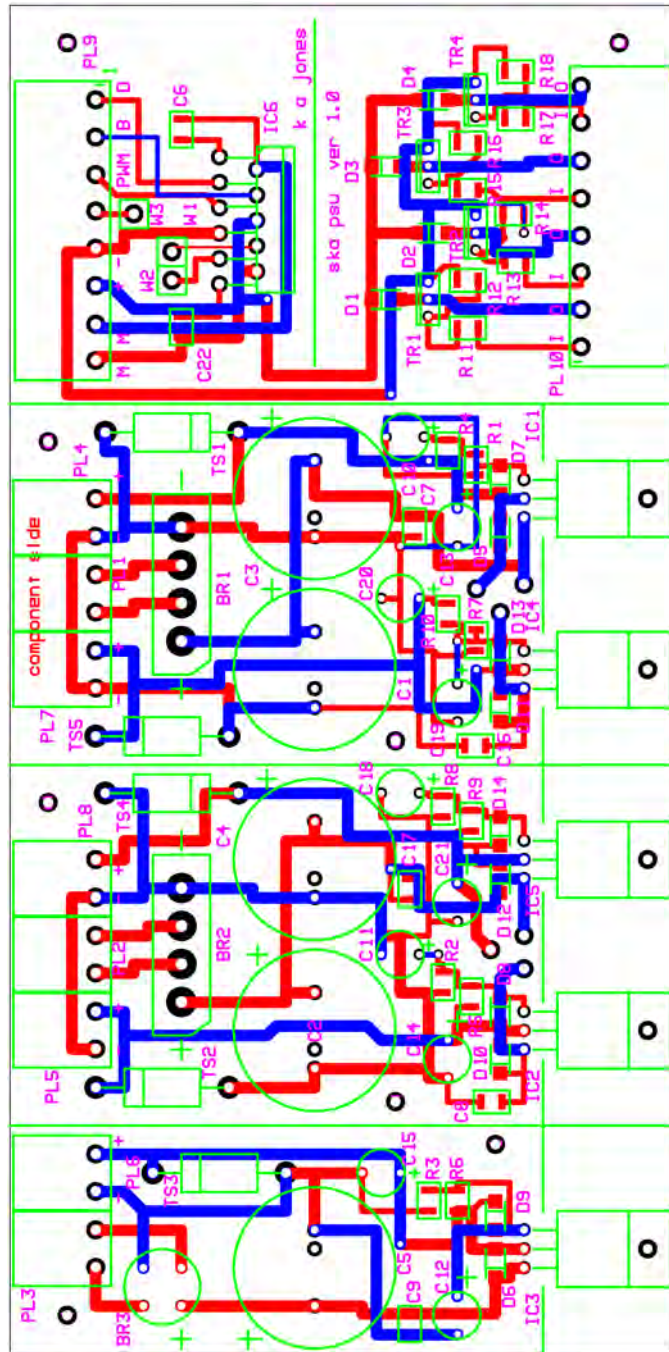 PL9
1
D
B
PWM
-
+
M
M
C6
W3
W1
W2
C22
IC6
k a jones
ska psu ver 1.0
TR4
D4
TR3
D3
D2
TR2
D1
TR1
R18
R17
R16
R15
R14
R13
R12
R11
PL10
I
O
I
O
I
O
I
O
component side
PL4
+
-
PL1
+
-
PL7
TS5
TS1
BR1
-
+
+
C3
+
C1
C10
+
R4
R1
D7
IC1
C7
C13
D5
C20
+
R10
R7
D13
IC4
C19
C16
PL8
TS4
+
-
PL2
+
-
PL5
TS2
BR2
+
+
C4
+
C2
C18
+
R8
R9
D14
C17
C21
+
D12
IC5
C11
+
R2
D8
R5
C14
+
D10
IC2
C8
+
-
PL6
TS3
PL3
BR3
+
+
C15
+
R3
R6
D9
C5
C9
C12
+
D6
IC3